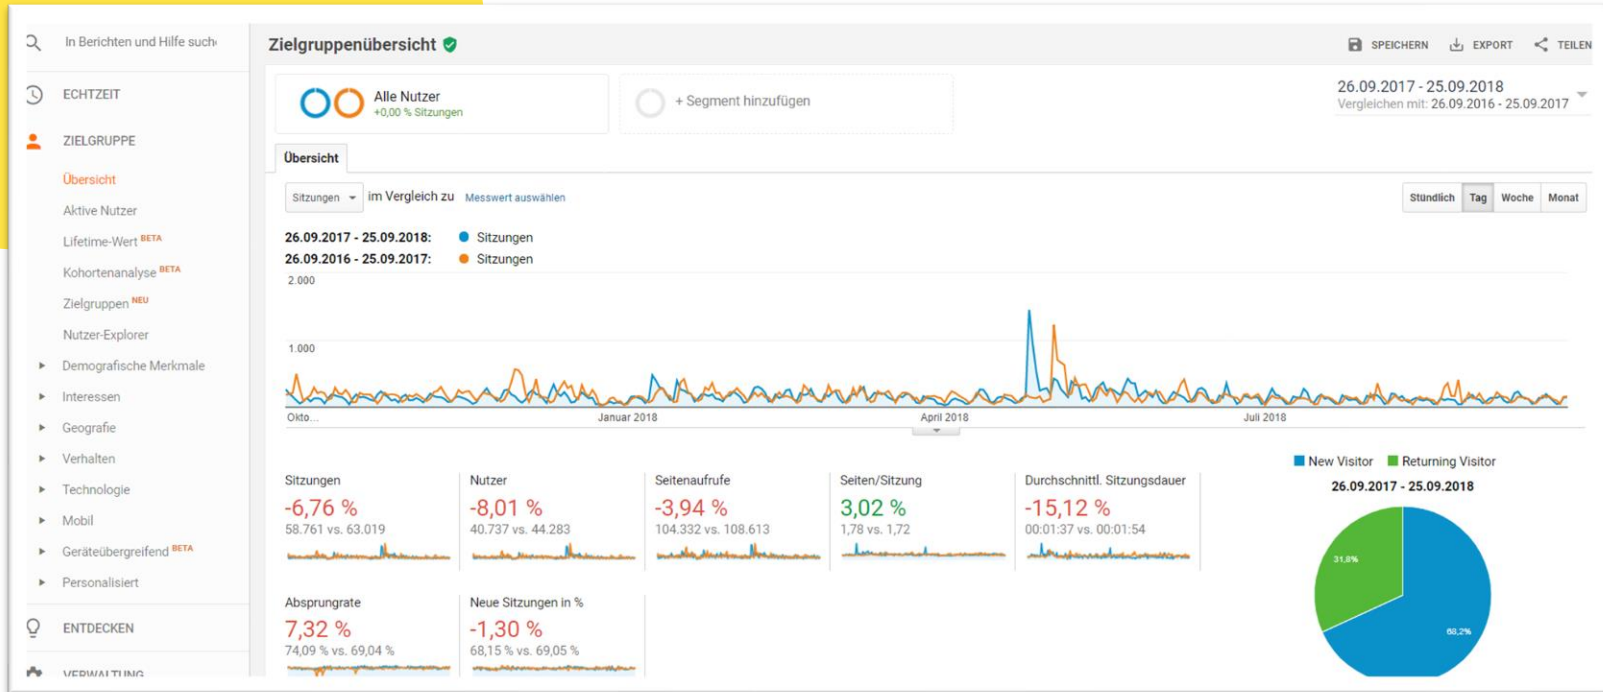 In Berichten und Hilfe such
ECHTZEIT
ZIELGRUPPE
Übersicht
Aktive Nutzer
Lifetime-Wert BETA
Kohortenanalyse BETA
Zielgruppen NEU
Nutzer-Explorer
Demografische Merkmale
Interessen
Geografie
Verhalten
Technologie
Mobil
Geräteübergreifend BETA
Personalisiert
ENTDECKEN
VERWALTUNG
Zielgruppenübersicht
SPEICHERN EXPORT TEILEN
Alle Nutzer
+0,00 % Sitzungen
+ Segment hinzufügen
26.09.2017 - 25.09.2018
Vergleichen mit: 26.09.2016 - 25.09.2017
Übersicht
Sitzungen im Vergleich zu Messwert auswählen
Stündlich Tag Woche Monat
26.09.2017 - 25.09.2018: Sitzungen
26.09.2016 - 25.09.2017: Sitzungen
2.000
1.000
Okto... Januar 2018 April 2018 Juli 2018
Sitzungen
-6,76 %
58.761 vs. 63.019
Nutzer
-8,01 %
40.737 vs. 44.283
Seitenaufrufe
-3,94 %
104.332 vs. 108.613
Seiten/Sitzung
3,02 %
1,78 vs. 1,72
Durchschnittl. Sitzungsdauer
-15,12 %
00:01:37 vs. 00:01:54
Absprungrate
7,32 %
74,09 % vs. 69,04 %
Neue Sitzungen in %
-1,30 %
68,15 % vs. 69,05 %
New Visitor Returning Visitor
26.09.2017 - 25.09.2018
31,8%
68,2%